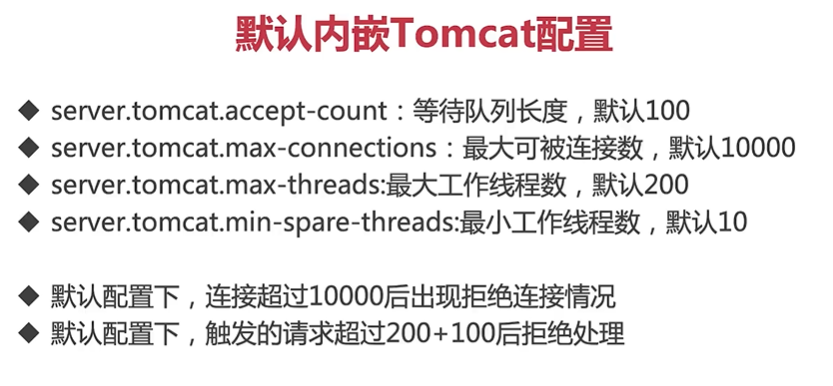 默认内嵌Tomcat配置
◆ server.tomcat.accept-count：等待队列长度，默认100
◆ server.tomcat.max-connections：最大可被连接数，默认10000
◆ server.tomcat.max-threads:最大工作线程数，默认200
◆ server.tomcat.min-spare-threads:最小工作线程数，默认10
◆ 默认配置下，连接超过10000后出现拒绝连接情况
◆ 默认配置下，触发的请求超过200+100后拒绝处理